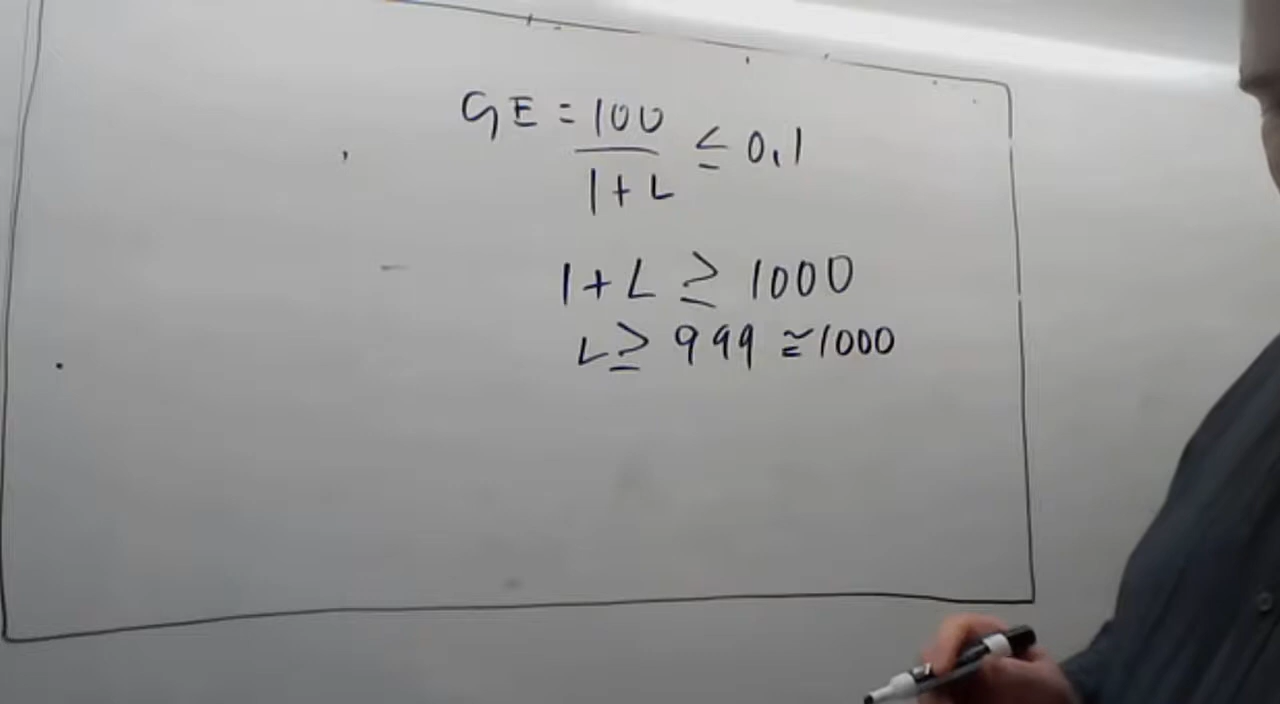 GE = 100 / 1+L ≤ 0,1
1+L ≥ 1000
L ≥ 999 ≅ 1000